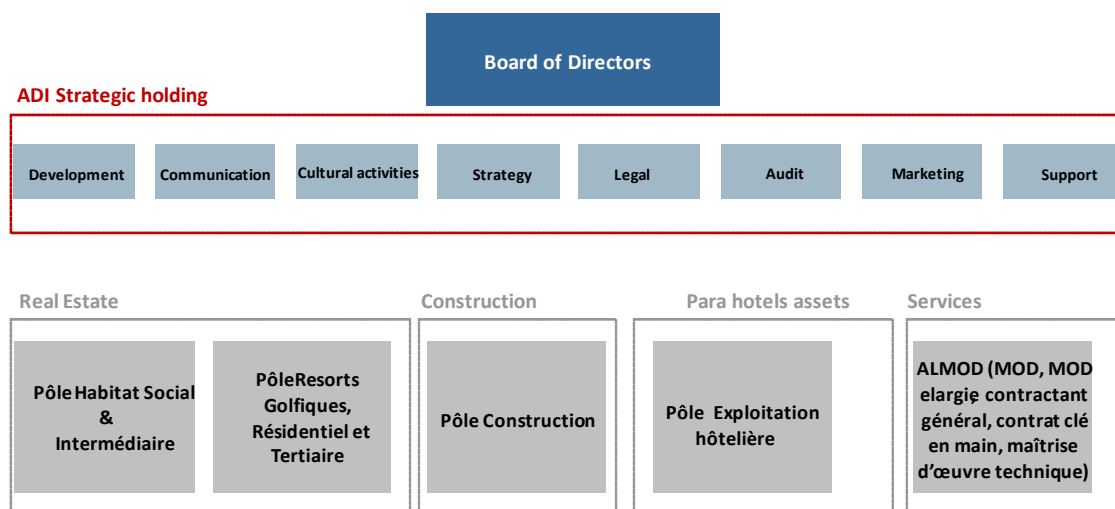 Board of Directors
ADI Strategic holding
Development
Communication
Cultural activities
Strategy
Legal
Audit
Marketing
Support
Real Estate
Construction
Para hotels assets
Services
Pôle Habitat Social
&
Intermédiaire
PôleResorts
Golfiques,
Résidentiel et
Tertiaire
Pôle Construction
Pôle Exploitation
hôtelière
ALMOD (MOD, MOD
elargie, contractant
général, contrat clé
en main, maîtrise
d’œuvre technique)